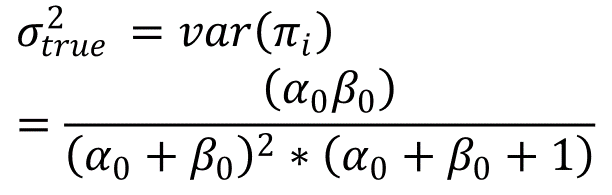 σ²_true = var(π_i)
= (α₀β₀) / ((α₀ + β₀)² * (α₀ + β₀ + 1))